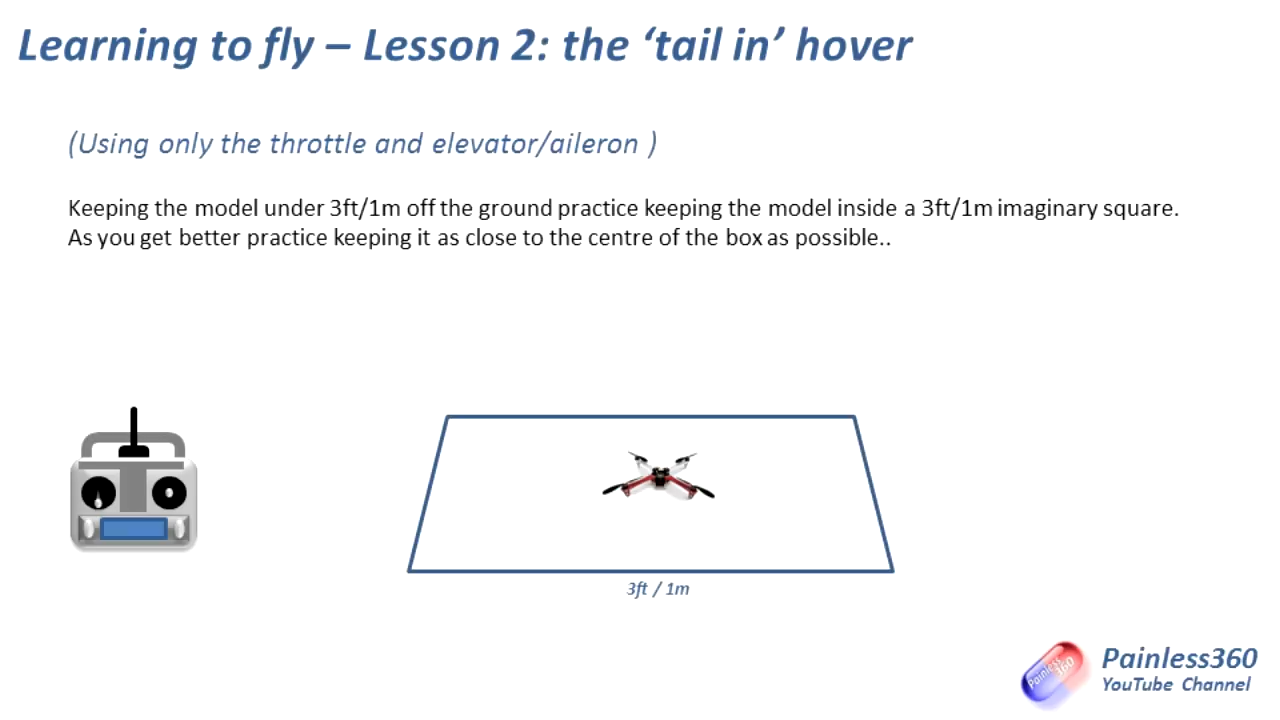 Learning to fly – Lesson 2: the ‘tail in’ hover
(Using only the throttle and elevator/aileron )
Keeping the model under 3ft/1m off the ground practice keeping the model inside a 3ft/1m imaginary square.
As you get better practice keeping it as close to the centre of the box as possible..
3ft / 1m
Painless
360
Painless360
YouTube Channel